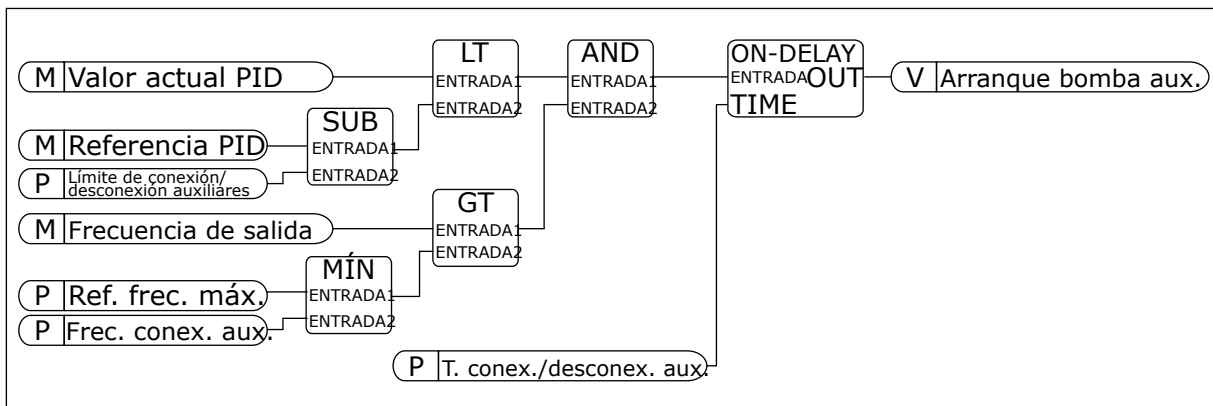 LT
AND
ON-DELAY
M Valor actual PID
ENTRADA1
ENTRADA1
ENTRADA OUT
V Arranque bomba aux.
ENTRADA2
ENTRADA2
TIME
SUB
M Referencia PID
ENTRADA1
P Límite de conexión/
desconexión auxiliares
ENTRADA2
GT
M Frecuencia de salida
ENTRADA1
ENTRADA2
MÍN
P Ref. frec. máx.
ENTRADA1
P Frec. conex. aux.
ENTRADA2
P T. conex./desconex. aux.